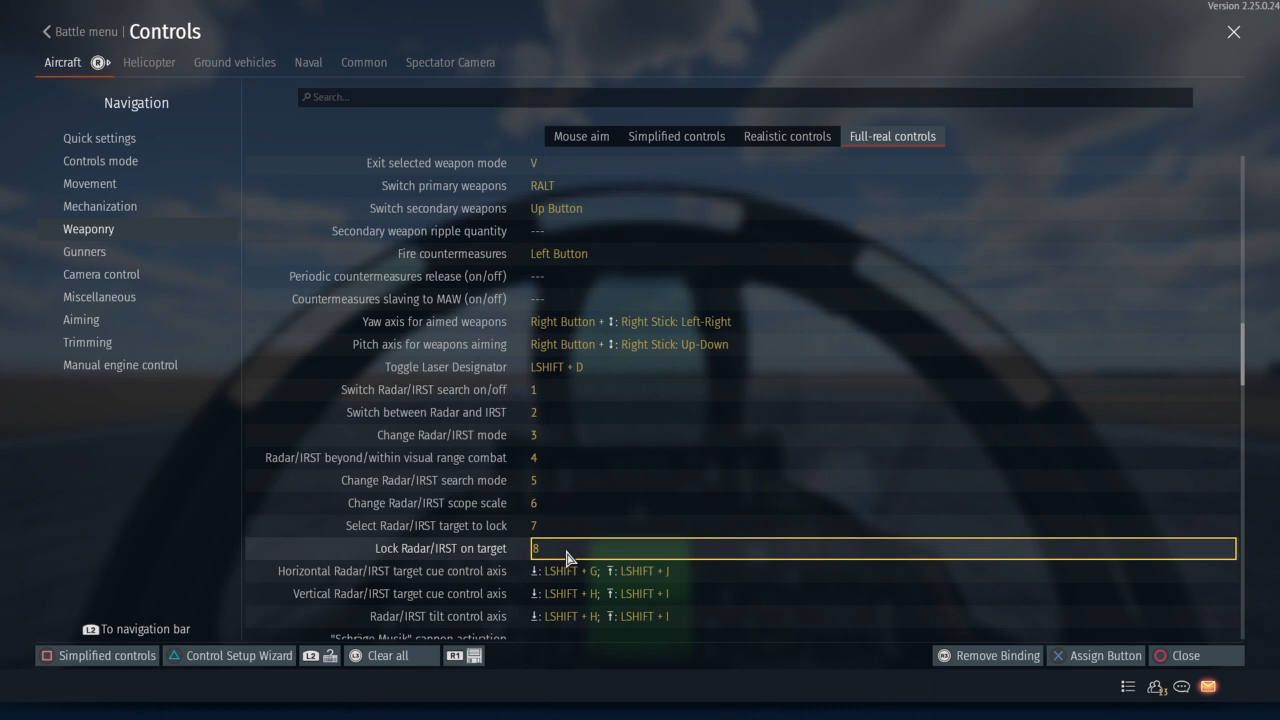 Version 2.25.0.24
Battle menu | Controls
Aircraft R Helicopter Ground vehicles Naval Common Spectator Camera
Navigation
Search...
Quick settings
Controls mode
Movement
Mechanization
Weaponry
Gunners
Camera control
Miscellaneous
Aiming
Trimming
Manual engine control
L2 To navigation bar
Mouse aim Simplified controls Realistic controls Full-real controls
Exit selected weapon mode V
Switch primary weapons RALT
Switch secondary weapons Up Button
Secondary weapon ripple quantity ---
Fire countermeasures Left Button
Periodic countermeasures release (on/off) ---
Countermeasures slaving to MAW (on/off) ---
Yaw axis for aimed weapons Right Button + ↕: Right Stick: Left-Right
Pitch axis for weapons aiming Right Button + ↕: Right Stick: Up-Down
Toggle Laser Designator LSHIFT + D
Switch Radar/IRST search on/off 1
Switch between Radar and IRST 2
Change Radar/IRST mode 3
Radar/IRST beyond/within visual range combat 4
Change Radar/IRST search mode 5
Change Radar/IRST scope scale 6
Select Radar/IRST target to lock 7
Lock Radar/IRST on target 8
Horizontal Radar/IRST target cue control axis ↓: LSHIFT + G; ↑: LSHIFT + J
Vertical Radar/IRST target cue control axis ↓: LSHIFT + H; ↑: LSHIFT + I
Radar/IRST tilt control axis ↓: LSHIFT + H; ↑: LSHIFT + I
"Schräge Musik" cannon activation
Simplified controls Control Setup Wizard L2 Clear all R1 Remove Binding Assign Button Close